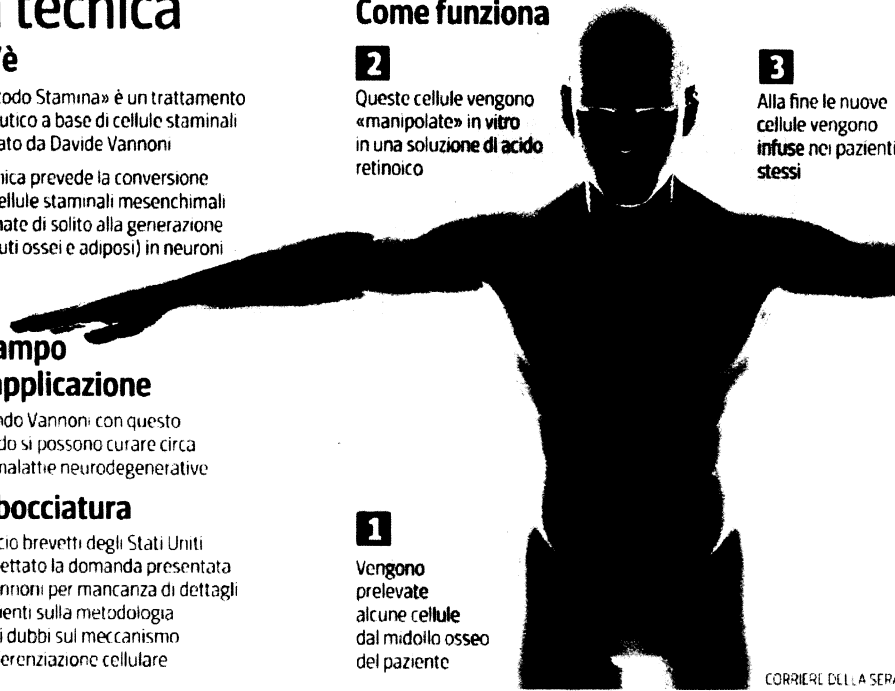 tecnica
'è
todo Stamina» è un trattamento
utico a base di cellule staminali
ato da Davide Vannoni
nica prevede la conversione
ellule staminali mesenchimali
nate di solito alla generazione
uti ossei e adiposi) in neuroni
ampo
applicazione
ndo Vannoni con questo
do si possono curare circa
malattie neurodegenerative
bocciatura
cio brevetti degli Stati Uniti
ettato la domanda presentata
nnoni per mancanza di dettagli
ienti sulla metodologia
i dubbi sul meccanismo
erenziazione cellulare
Come funziona
2
Queste cellule vengono
«manipolate» in vitro
in una soluzione di acido
retinoico
3
Alla fine le nuove
cellule vengono
infuse nei pazienti
stessi
1
Vengono
prelevate
alcune cellule
dal midollo osseo
del paziente
CORRIERE DELLA SERA